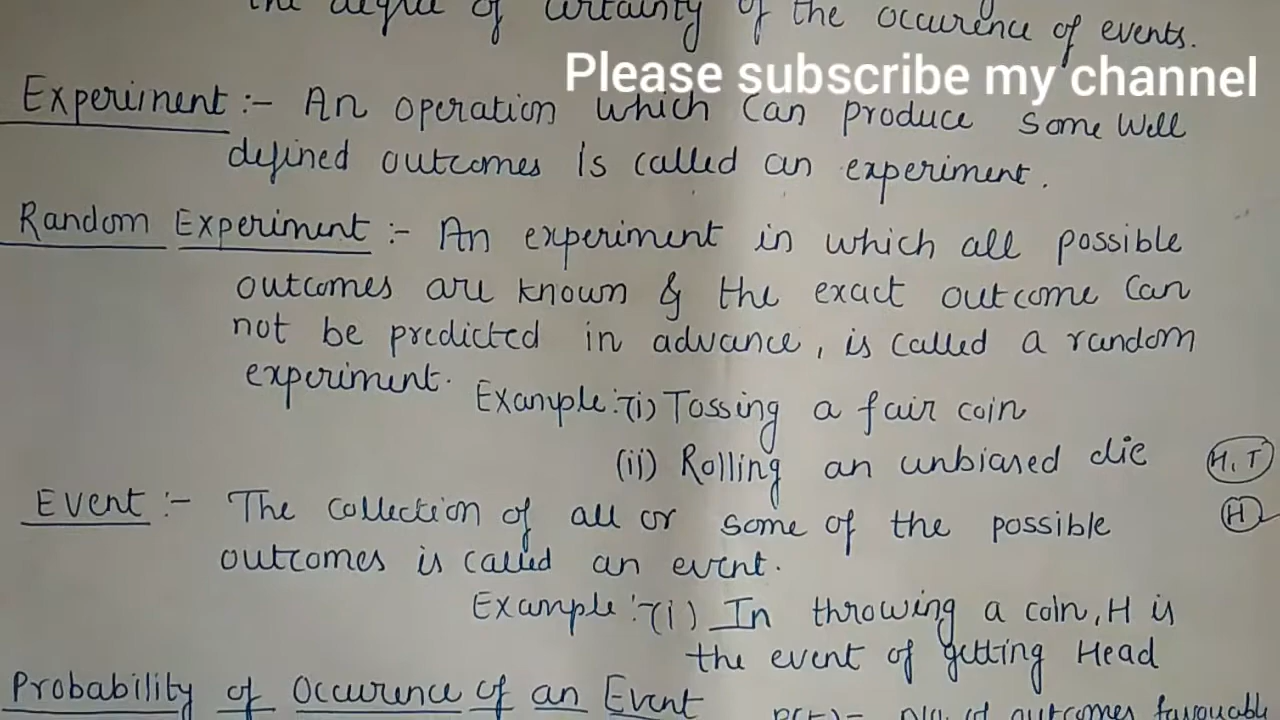 the degree of certainty of the occurence of events.
Please subscribe my channel
Experiment :- An operation which can produce some well
defined outcomes is called an experiment.
Random Experiment :- An experiment in which all possible
outcomes are known & the exact outcome can
not be predicted in advance, is called a random
experiment.
Example :- (i) Tossing a fair coin
(ii) Rolling an unbiased die
H, T
Event :- The collection of all or some of the possible
H
outcomes is called an event.
Example :- (i) In throwing a coin, H is
the event of getting Head
Probability of Occurence of an Event
P(E) = No. of outcomes favourable